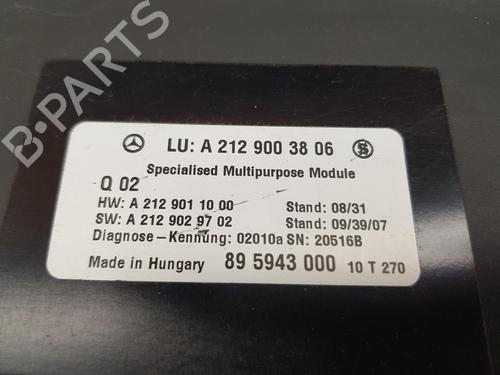 LU: A 212 900 38 06
Specialised Multipurpose Module
Q 02
HW: A 212 901 10 00 Stand: 08/31
SW: A 212 902 97 02 Stand: 09/39/07
Diagnose-Kennung: 02010a SN: 20516B
Made in Hungary 89 5943 000 10 T 270
B-PARTS